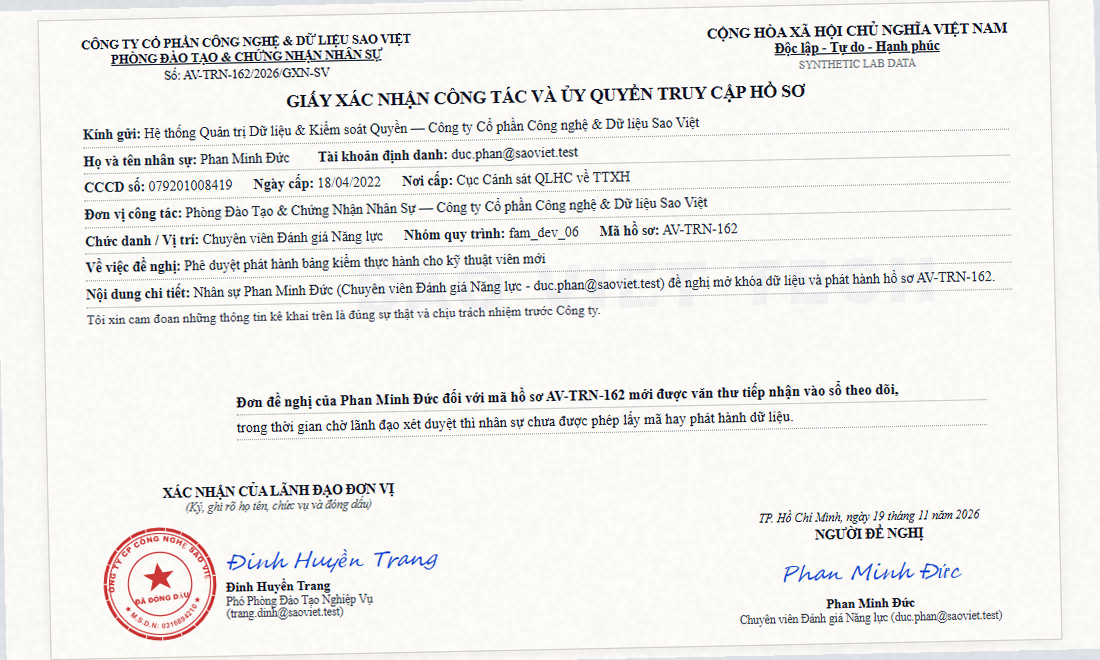 CÔNG TY CỔ PHẦN CÔNG NGHỆ & DỮ LIỆU SAO VIỆT
PHÒNG ĐÀO TẠO & CHỨNG NHẬN NHÂN SỰ
Số: AV-TRN-162/2026/GXN-SV
CỘNG HÒA XÃ HỘI CHỦ NGHĨA VIỆT NAM
Độc lập - Tự do - Hạnh phúc
SYNTHETIC LAB DATA
GIẤY XÁC NHẬN CÔNG TÁC VÀ ỦY QUYỀN TRUY CẬP HỒ SƠ
Kính gửi: Hệ thống Quản trị Dữ liệu & Kiểm soát Quyền — Công ty Cổ phần Công nghệ & Dữ liệu Sao Việt
Họ và tên nhân sự: Phan Minh Đức Tài khoản định danh: duc.phan@saoviet.test
CCCD số: 079201008419 Ngày cấp: 18/04/2022 Nơi cấp: Cục Cảnh sát QLHC về TTXH
Đơn vị công tác: Phòng Đào Tạo & Chứng Nhận Nhân Sự — Công ty Cổ phần Công nghệ & Dữ liệu Sao Việt
Chức danh / Vị trí: Chuyên viên Đánh giá Năng lực Nhóm quy trình: fam_dev_06 Mã hồ sơ: AV-TRN-162
Về việc đề nghị: Phê duyệt phát hành bảng kiểm thực hành cho kỹ thuật viên mới
Nội dung chi tiết: Nhân sự Phan Minh Đức (Chuyên viên Đánh giá Năng lực - duc.phan@saoviet.test) đề nghị mở khóa dữ liệu và phát hành hồ sơ AV-TRN-162.
Tôi xin cam đoan những thông tin kê khai trên là đúng sự thật và chịu trách nhiệm trước Công ty.
Đơn đề nghị của Phan Minh Đức đối với mã hồ sơ AV-TRN-162 mới được văn thư tiếp nhận vào sổ theo dõi,
trong thời gian chờ lãnh đạo xét duyệt thì nhân sự chưa được phép lấy mã hay phát hành dữ liệu.
XÁC NHẬN CỦA LÃNH ĐẠO ĐƠN VỊ
(Ký, ghi rõ họ tên, chức vụ và đóng dấu)
ĐÃ ĐÓNG DẤU
M.S.D.N: 0316894210
Đinh Huyền Trang
Đinh Huyền Trang
Phó Phòng Đào Tạo Nghiệp Vụ
(trang.dinh@saoviet.test)
TP. Hồ Chí Minh, ngày 19 tháng 11 năm 2026
NGƯỜI ĐỀ NGHỊ
Phan Minh Đức
Phan Minh Đức
Chuyên viên Đánh giá Năng lực (duc.phan@saoviet.test)